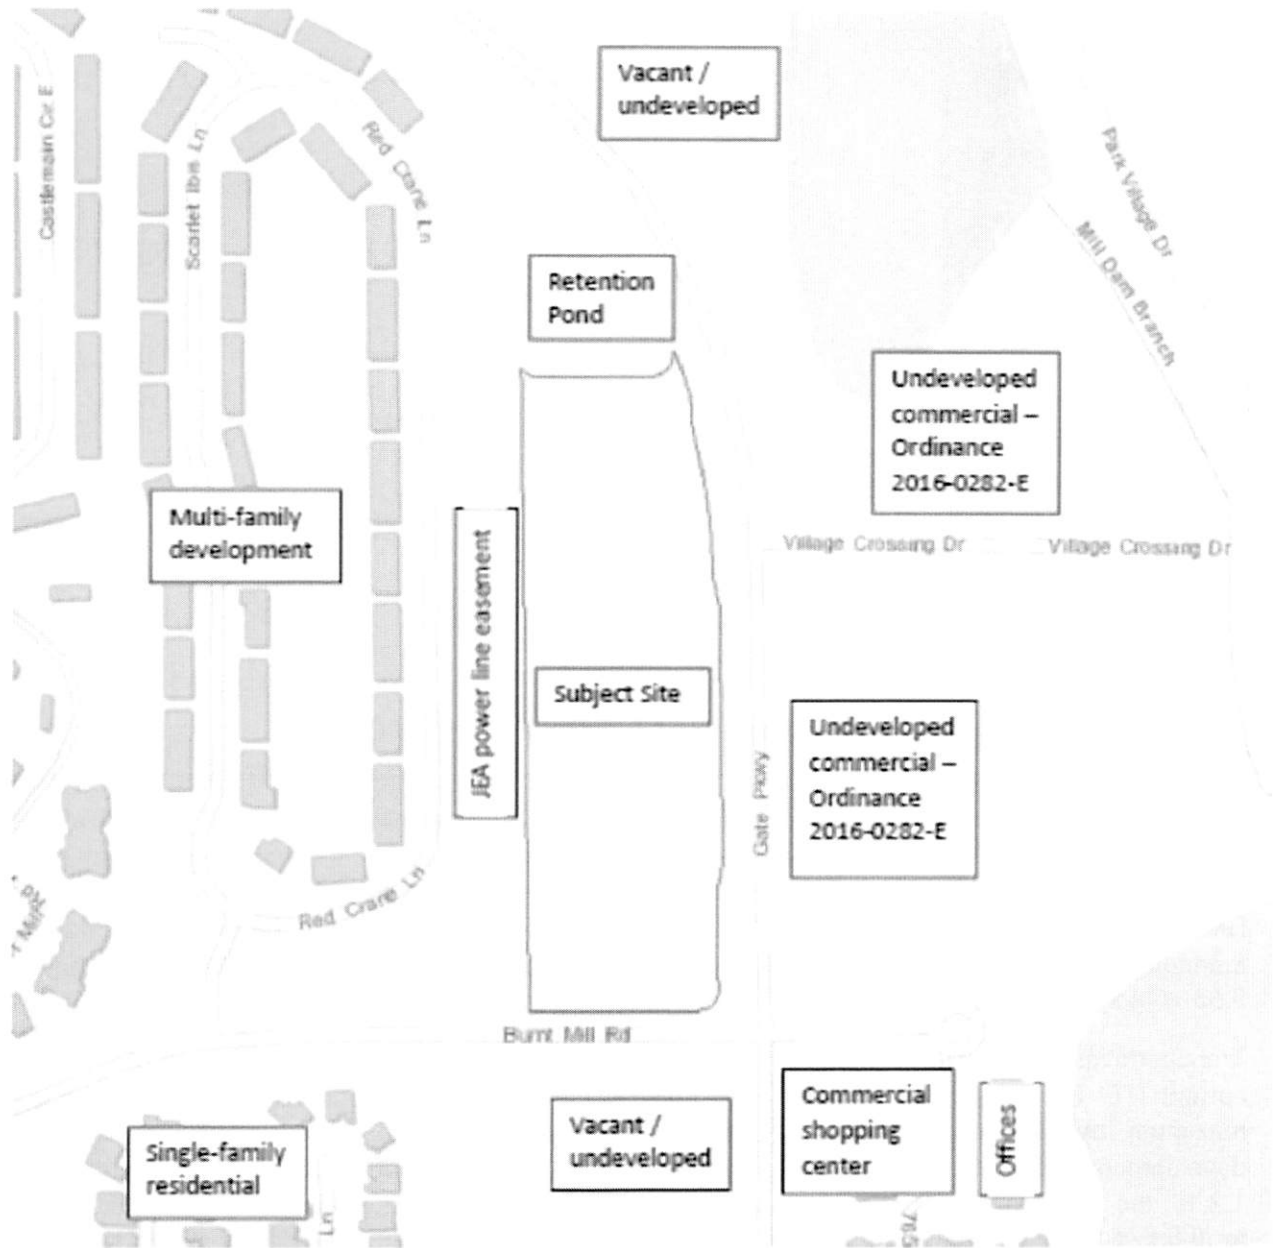 Vacant /
undeveloped
Castlemain Cir E
Scarlet Ibis Ln
Red Crane Ln
Park Village Dr
Mill Dam Branch
Retention
Pond
Undeveloped
commercial –
Ordinance
2016-0282-E
Multi-family
development
JEA power line easement
Village Crossing Dr
Village Crossing Dr
Subject Site
Undeveloped
commercial –
Ordinance
2016-0282-E
Gate Pkwy
Red Crane Ln
Burnt Mill Rd
Commercial
shopping
center
Offices
Vacant /
undeveloped
Single-family
residential
Ln